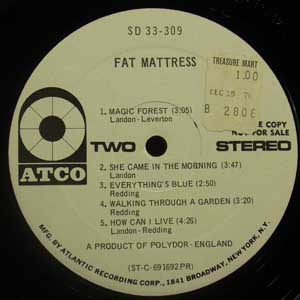 SD 33-309
FAT MATTRESS
TREASURE MART
1.00
DEC 15
B 2806
COPY
NOT FOR SALE
1. MAGIC FOREST (3:05)
Landon - Leverton
ATCO
TWO
STEREO
2. SHE CAME IN THE MORNING (3:47)
Landon
3. EVERYTHING'S BLUE (2:50)
Redding
4. WALKING THROUGH A GARDEN (3:20)
Redding
5. HOW CAN I LIVE (4:26)
Landon - Redding
A PRODUCT OF POLYDOR - ENGLAND
(ST-C-691692 PR)
MFG. BY ATLANTIC RECORDING CORP., 1841 BROADWAY, NEW YORK, N.Y.